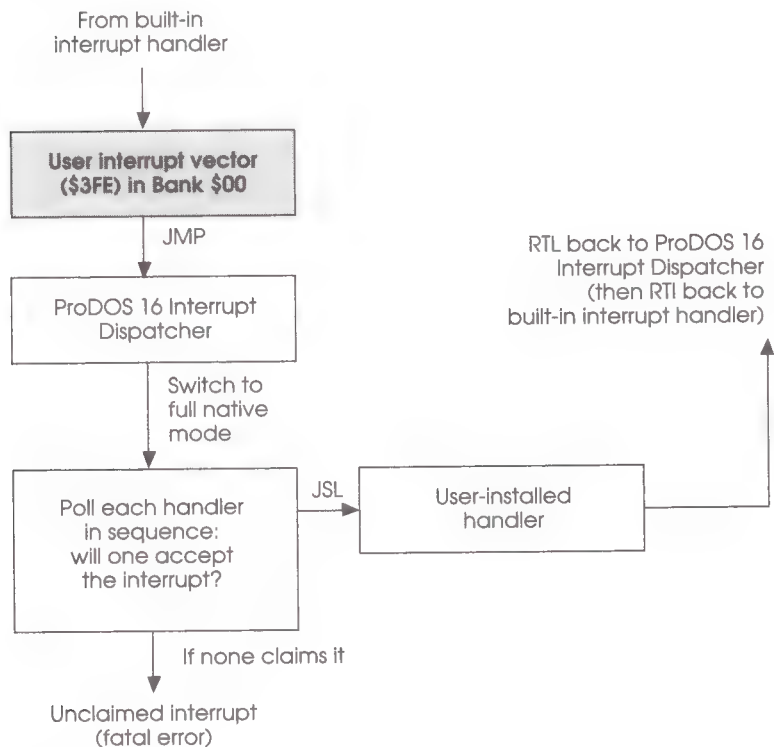 From built-in
interrupt handler
User interrupt vector
($3FE) in Bank $00
JMP
ProDOS 16 Interrupt
Dispatcher
Switch to
full native
mode
Poll each handler
in sequence:
will one accept
the interrupt?
JSL
User-installed
handler
RTL back to ProDOS 16
Interrupt Dispatcher
(then RTI back to
built-in interrupt handler)
If none claims it
Unclaimed interrupt
(fatal error)